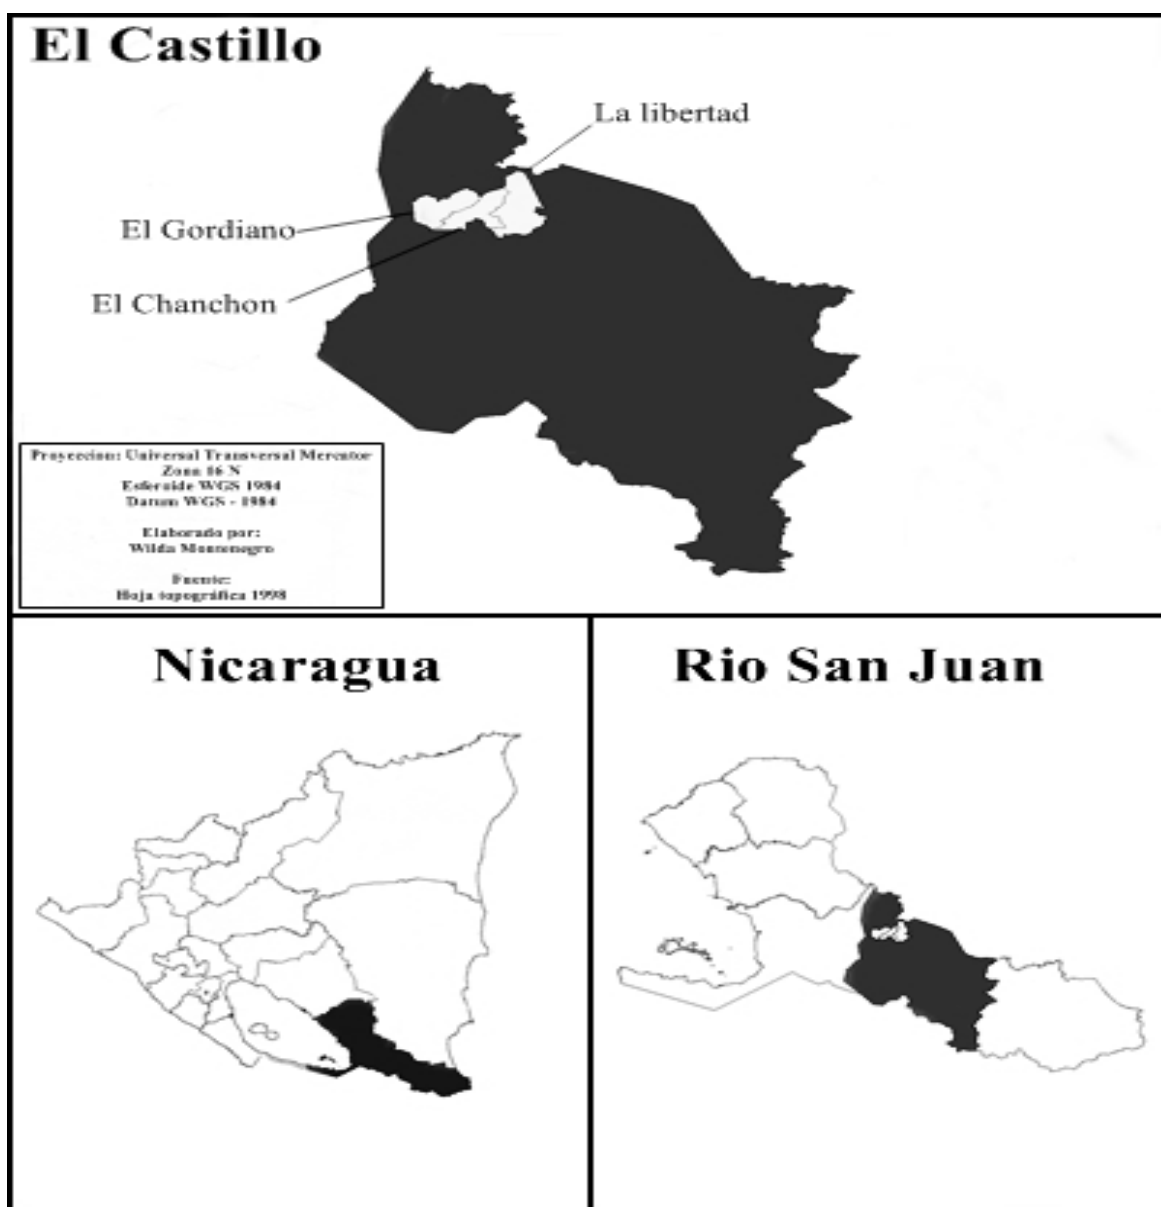 El Castillo
La libertad
El Gordiano
El Chanchon
Proyeccion: Universal Transversal Mercator
Zona 16 N
Esferoide WGS 1984
Datum WGS - 1984
Elaborado por:
Wilda Montenegro
Fuente:
Hoja topográfica 1998
Nicaragua
Rio San Juan